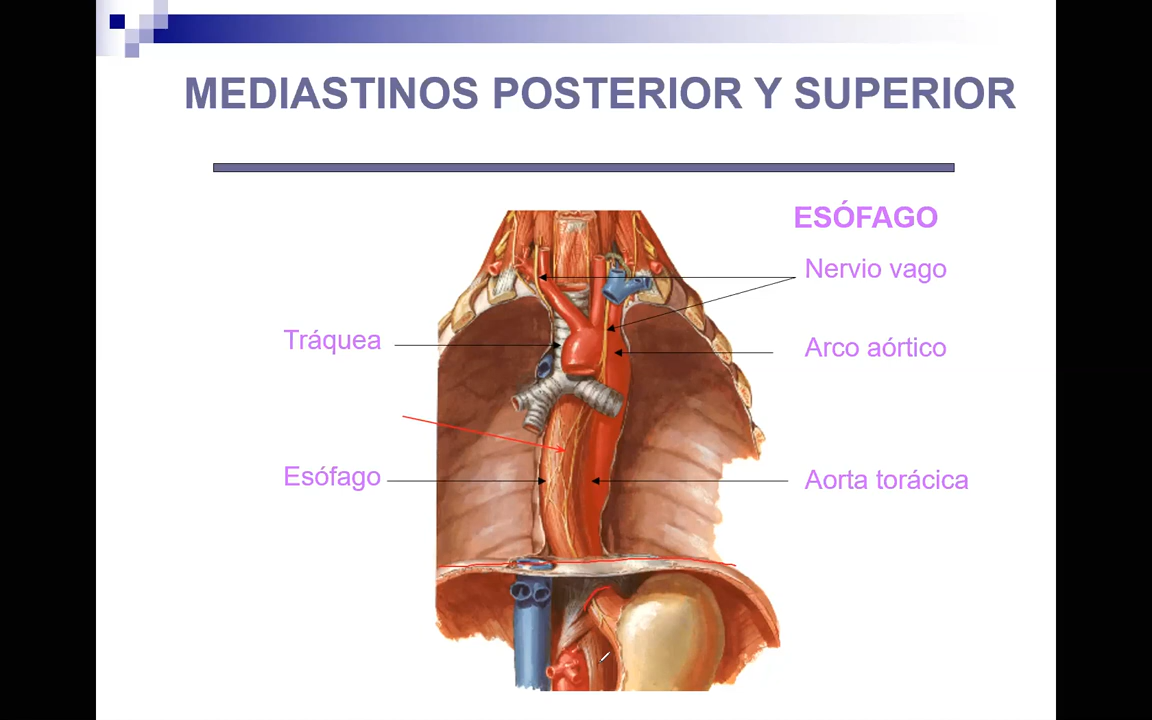 MEDIASTINOS POSTERIOR Y SUPERIOR
ESÓFAGO
Nervio vago
Tráquea
Arco aórtico
Esófago
Aorta torácica